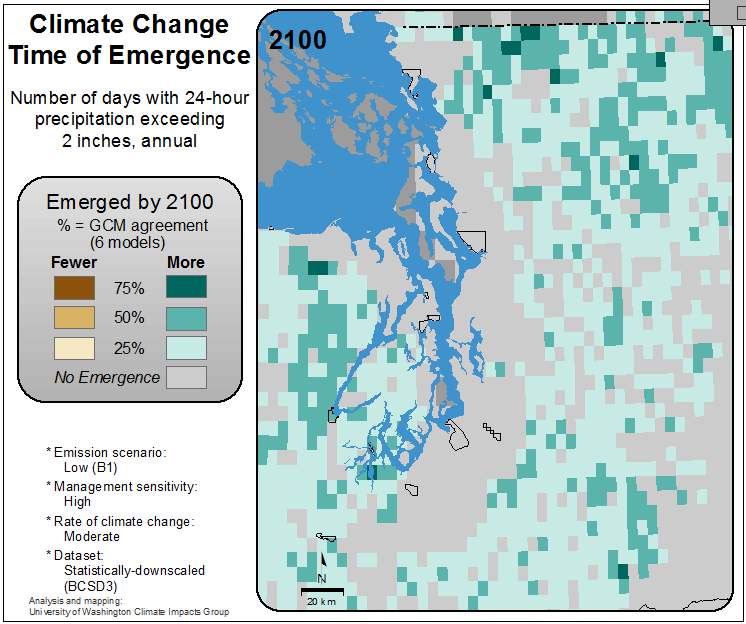 Climate Change
Time of Emergence
Number of days with 24-hour
precipitation exceeding
2 inches, annual
Emerged by 2100
% = GCM agreement
(6 models)
Fewer More
75%
50%
25%
No Emergence
* Emission scenario:
Low (B1)
* Management sensitivity:
High
* Rate of climate change:
Moderate
* Dataset:
Statistically-downscaled
(BCSD3)
Analysis and mapping:
University of Washington Climate Impacts Group
2100
N
20 km